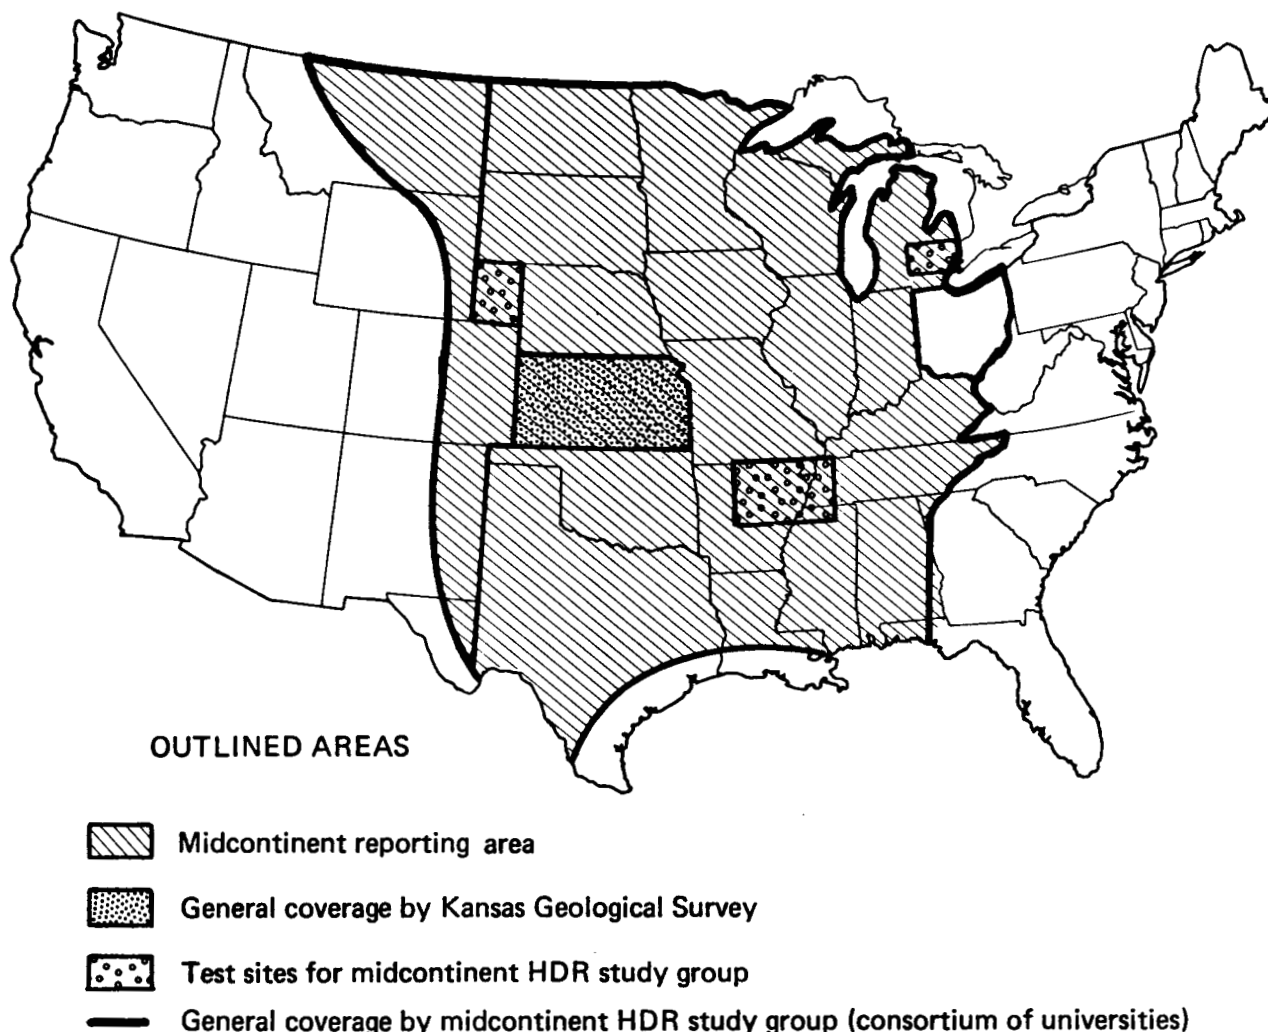 OUTLINED AREAS
Midcontinent reporting area
General coverage by Kansas Geological Survey
Test sites for midcontinent HDR study group
General coverage by midcontinent HDR study group (consortium of universities)